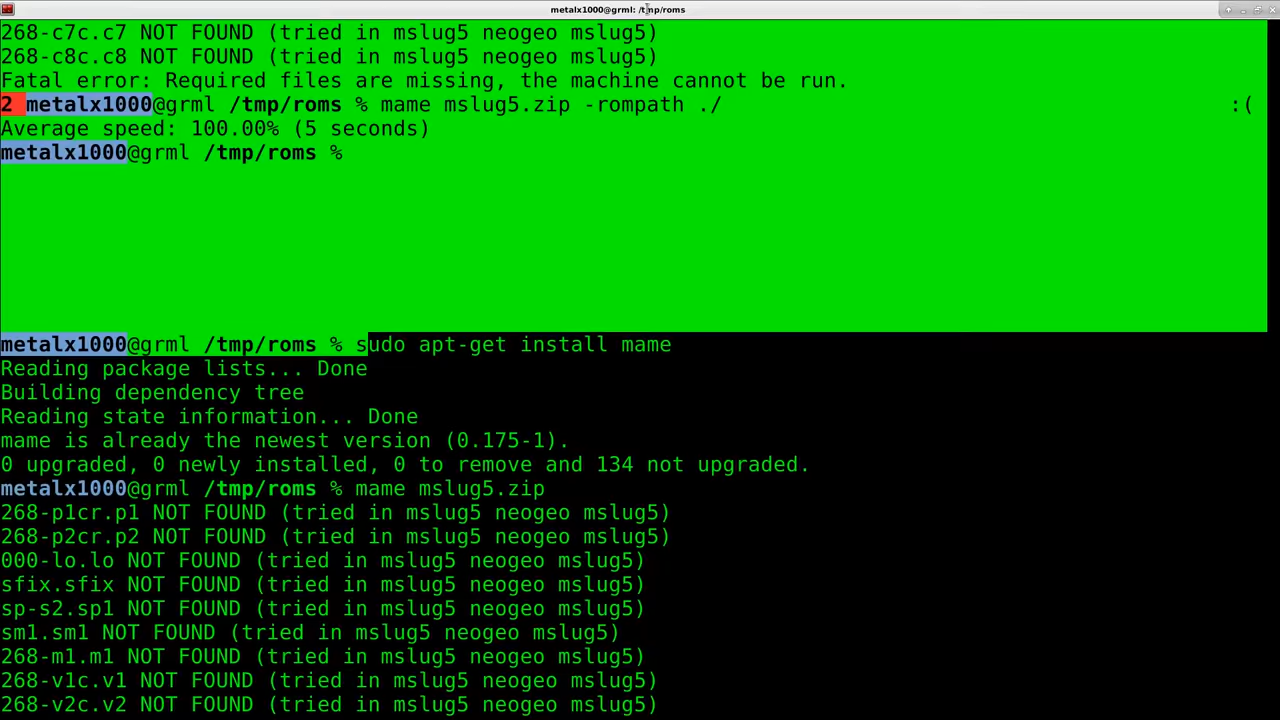 metalx1000@grml: /tmp/roms
268-c7c.c7 NOT FOUND (tried in mslug5 neogeo mslug5)
268-c8c.c8 NOT FOUND (tried in mslug5 neogeo mslug5)
Fatal error: Required files are missing, the machine cannot be run.
2 metalx1000@grml /tmp/roms % mame mslug5.zip -rompath ./ :(
Average speed: 100.00% (5 seconds)
metalx1000@grml /tmp/roms %
metalx1000@grml /tmp/roms % sudo apt-get install mame
Reading package lists... Done
Building dependency tree
Reading state information... Done
mame is already the newest version (0.175-1).
0 upgraded, 0 newly installed, 0 to remove and 134 not upgraded.
metalx1000@grml /tmp/roms % mame mslug5.zip
268-p1cr.p1 NOT FOUND (tried in mslug5 neogeo mslug5)
268-p2cr.p2 NOT FOUND (tried in mslug5 neogeo mslug5)
000-lo.lo NOT FOUND (tried in mslug5 neogeo mslug5)
sfix.sfix NOT FOUND (tried in mslug5 neogeo mslug5)
sp-s2.sp1 NOT FOUND (tried in mslug5 neogeo mslug5)
sm1.sm1 NOT FOUND (tried in mslug5 neogeo mslug5)
268-m1.m1 NOT FOUND (tried in mslug5 neogeo mslug5)
268-v1c.v1 NOT FOUND (tried in mslug5 neogeo mslug5)
268-v2c.v2 NOT FOUND (tried in mslug5 neogeo mslug5)